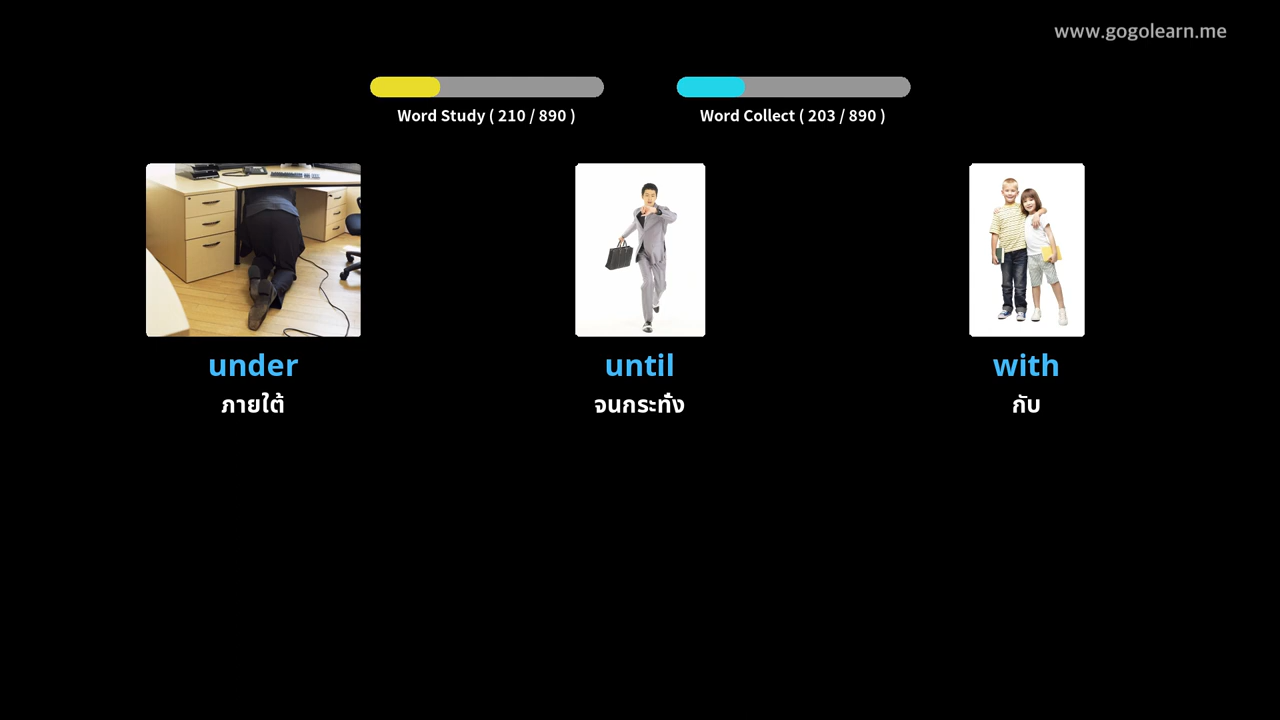 www.gogolearn.me
Word Study ( 210 / 890 )
Word Collect ( 203 / 890 )
under
ภายใต้
until
จนกระทั่ง
with
กับ